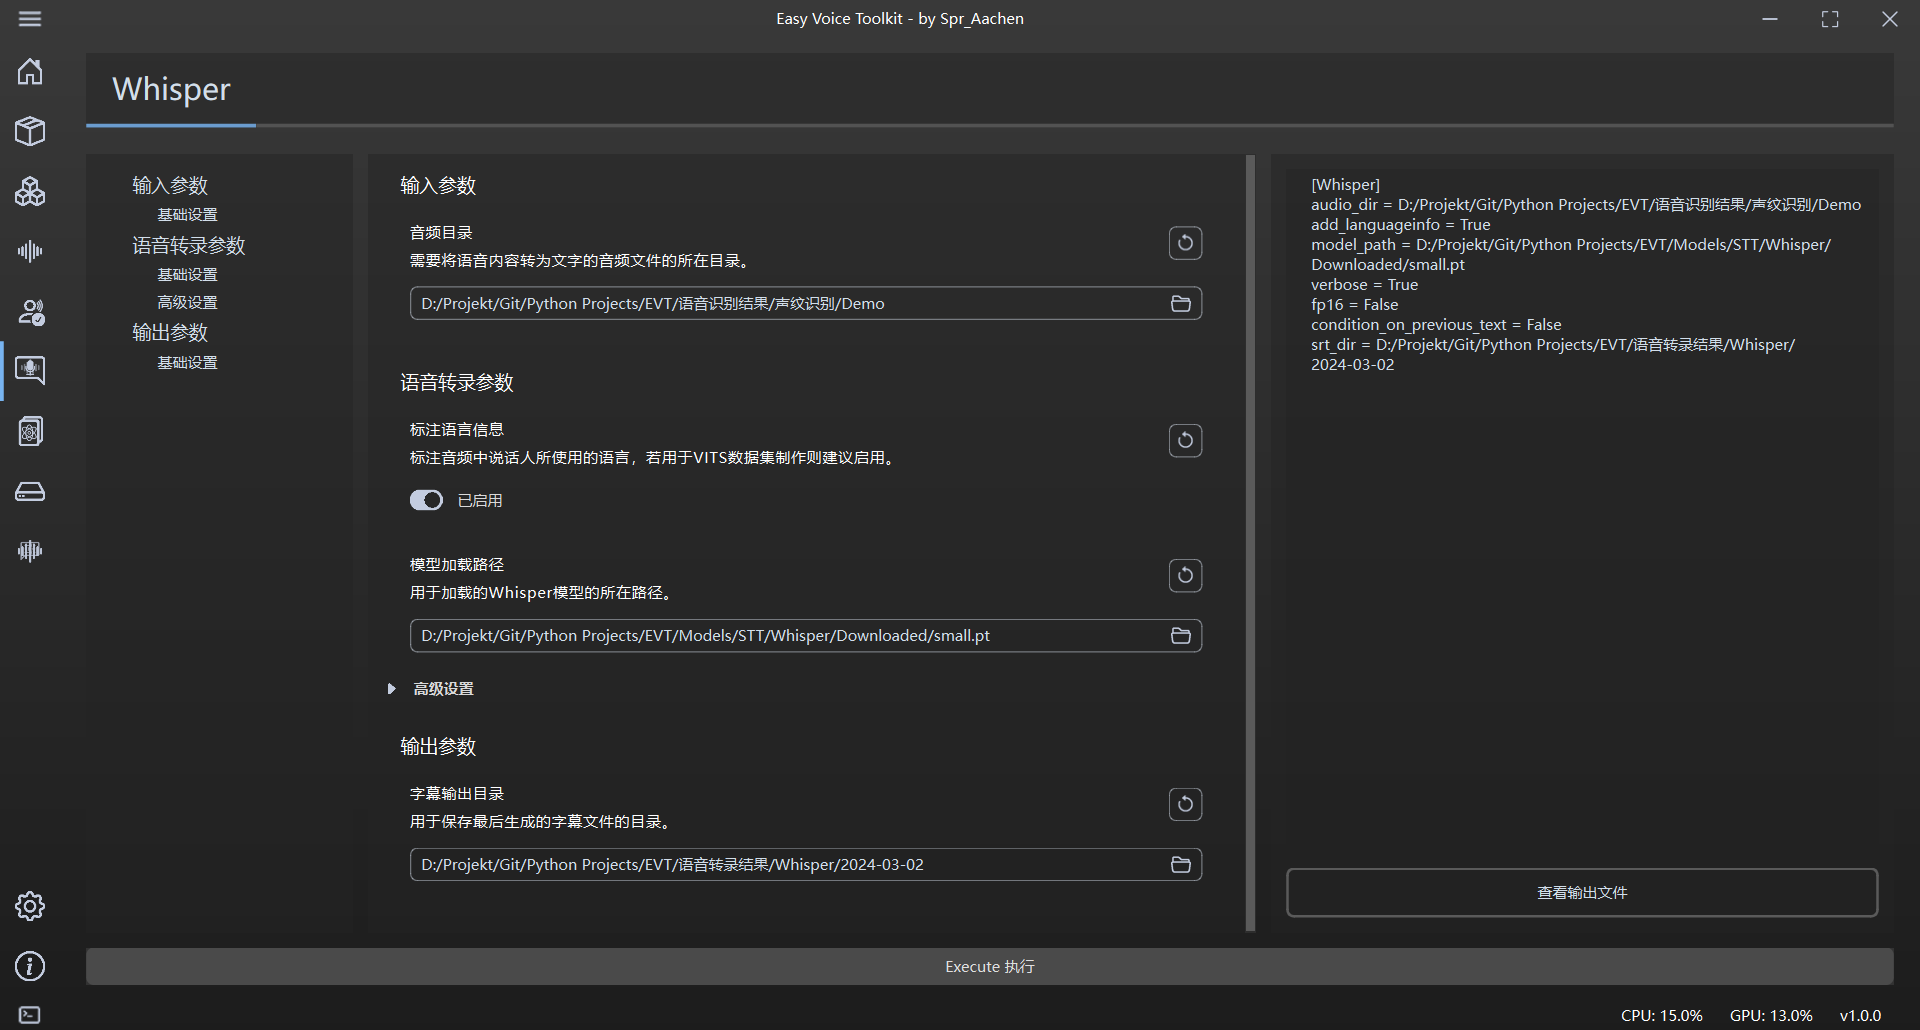 Easy Voice Toolkit - by Spr_Aachen
Whisper
输入参数
基础设置
语音转录参数
基础设置
高级设置
输出参数
基础设置
输入参数
音频目录
需要将语音内容转为文字的音频文件的所在目录。
D:/Projekt/Git/Python Projects/EVT/语音识别结果/声纹识别/Demo
语音转录参数
标注语言信息
标注音频中说话人所使用的语言，若用于VITS数据集制作则建议启用。
已启用
模型加载路径
用于加载的Whisper模型的所在路径。
D:/Projekt/Git/Python Projects/EVT/Models/STT/Whisper/Downloaded/small.pt
高级设置
输出参数
字幕输出目录
用于保存最后生成的字幕文件的目录。
D:/Projekt/Git/Python Projects/EVT/语音转录结果/Whisper/2024-03-02
[Whisper]
audio_dir = D:/Projekt/Git/Python Projects/EVT/语音识别结果/声纹识别/Demo
add_languageinfo = True
model_path = D:/Projekt/Git/Python Projects/EVT/Models/STT/Whisper/
Downloaded/small.pt
verbose = True
fp16 = False
condition_on_previous_text = False
srt_dir = D:/Projekt/Git/Python Projects/EVT/语音转录结果/Whisper/
2024-03-02
查看输出文件
Execute 执行
CPU: 15.0% GPU: 13.0% v1.0.0